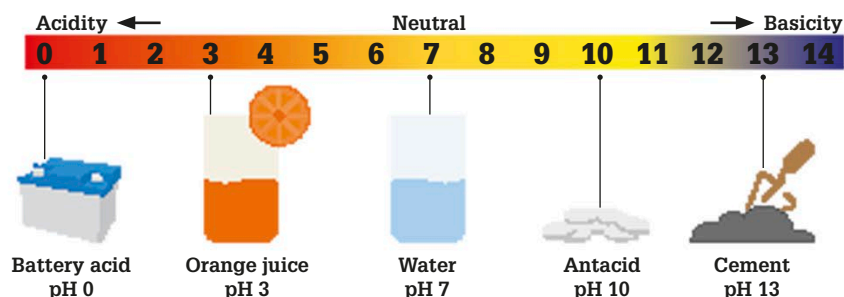 Acidity Neutral Basicity
0 1 2 3 4 5 6 7 8 9 10 11 12 13 14
Battery acid
pH 0
Orange juice
pH 3
Water
pH 7
Antacid
pH 10
Cement
pH 13